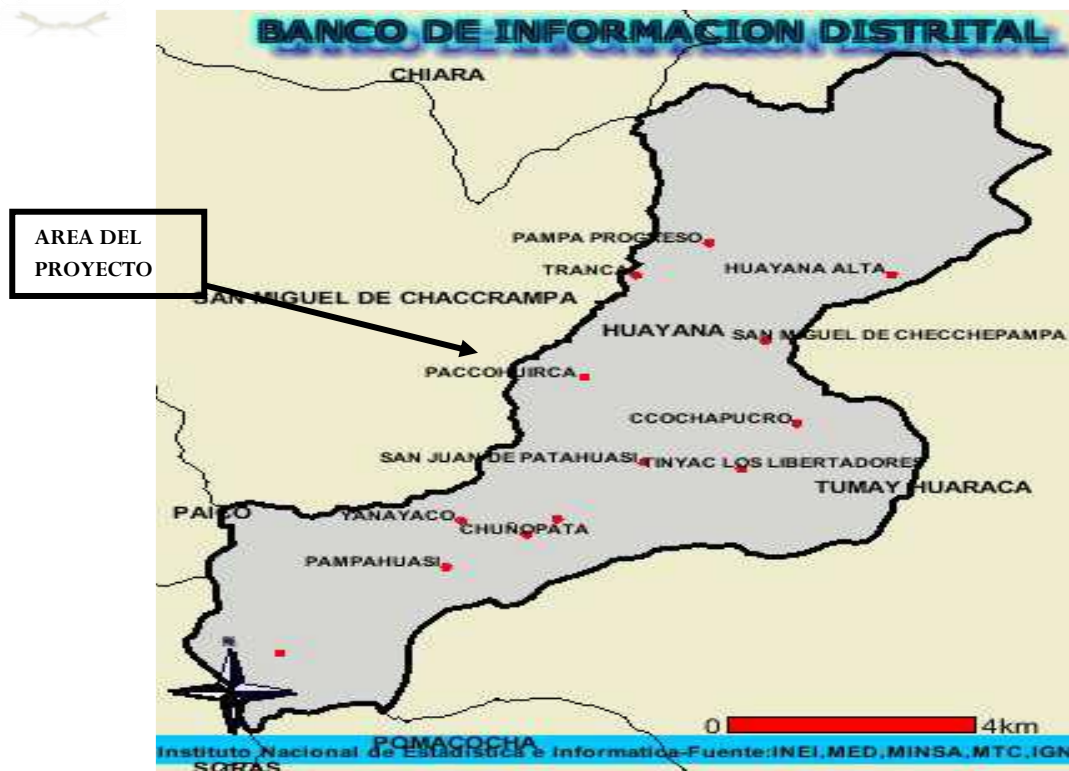 BANCO DE INFORMACION DISTRITAL
CHIARA
AREA DEL
PROYECTO
PAMPA PROGRESO
TRANCA
HUAYANA ALTA
SAN MIGUEL DE CHACCRAMPA
HUAYANA
SAN MIGUEL DE CHECCHEPAMPA
PACCOHUIRCA
CCOCHAPUCRO
SAN JUAN DE PATAHUASI
TINYAC LOS LIBERTADORES
TUMAY HUARACA
PAICO
YANAYACO
CHUÑOPATA
PAMPAHUASI
N
0 4km
POMACOCHA
Instituto Nacional de Estadística e Informatica-Fuente:INEI,MED,MINSA,MTC,IGN
SORAS